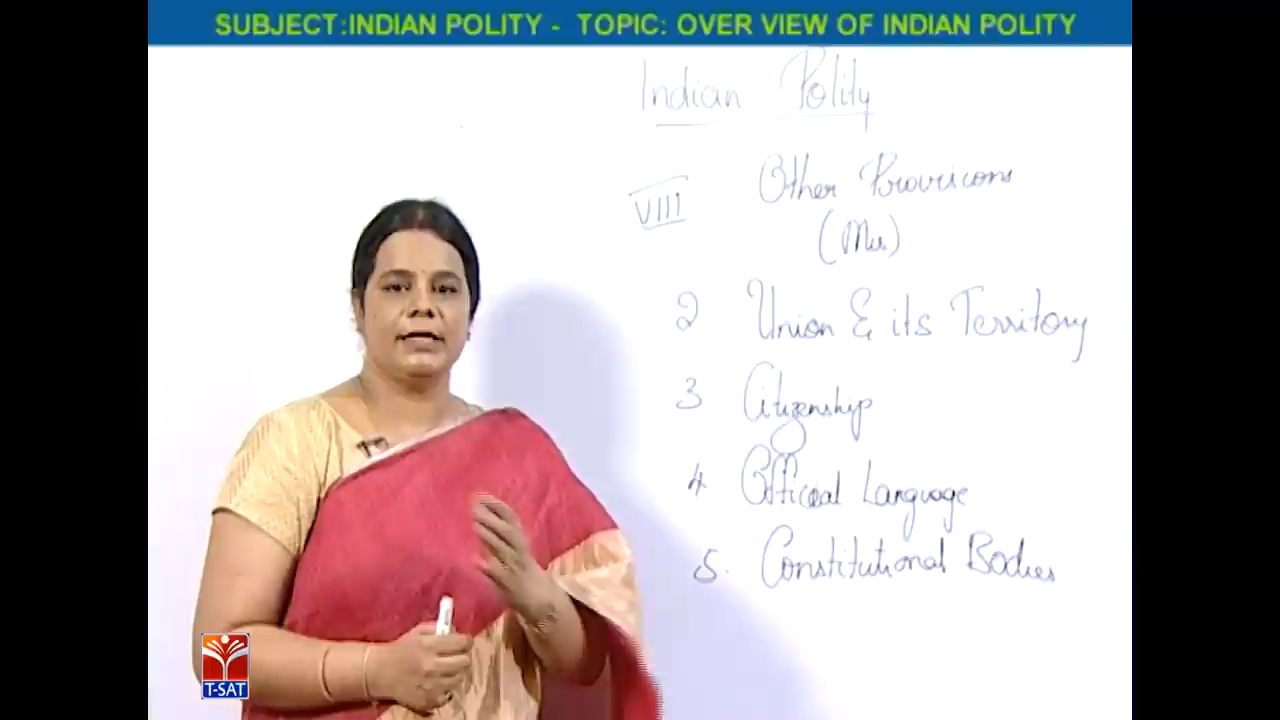 SUBJECT:INDIAN POLITY - TOPIC: OVER VIEW OF INDIAN POLITY
Indian Polity
VIII Other Provisions
(Mis)
2 Union & its Territory
3 Citizenship
4 Official Language
5. Constitutional Bodies
T-SAT